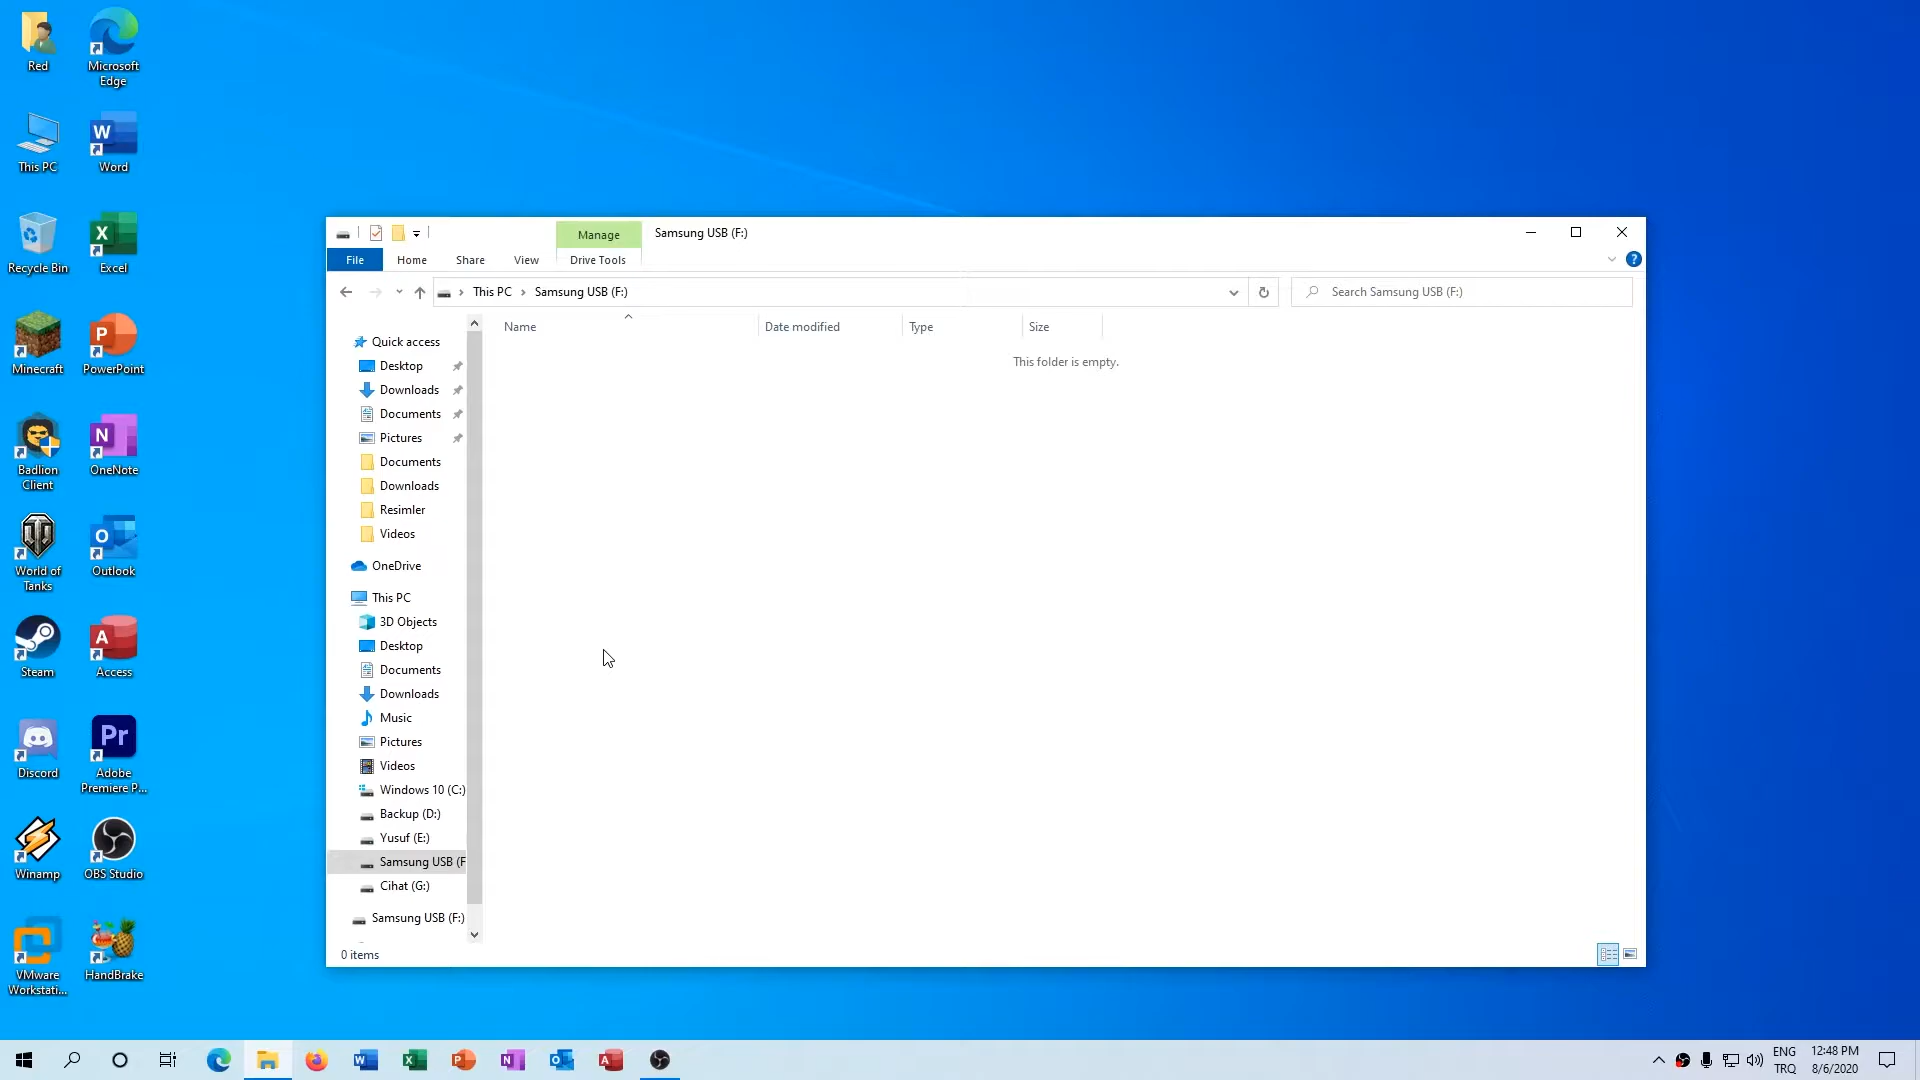 Red
Microsoft
Edge
This PC
Word
Recycle Bin
Excel
Minecraft
PowerPoint
Badlion
Client
OneNote
World of
Tanks
Outlook
Steam
Access
Discord
Adobe
Premiere P...
Winamp
OBS Studio
VMware
Workstati...
HandBrake
Manage
Samsung USB (F:)
File
Home
Share
View
Drive Tools
This PC
Samsung USB (F:)
Search Samsung USB (F:)
Name
Date modified
Type
Size
This folder is empty.
Quick access
Desktop
Downloads
Documents
Pictures
Documents
Downloads
Resimler
Videos
OneDrive
This PC
3D Objects
Desktop
Documents
Downloads
Music
Pictures
Videos
Windows 10 (C:)
Backup (D:)
Yusuf (E:)
Samsung USB (F
Cihat (G:)
Samsung USB (F:)
0 items
ENG
TRQ
12:48 PM
8/6/2020